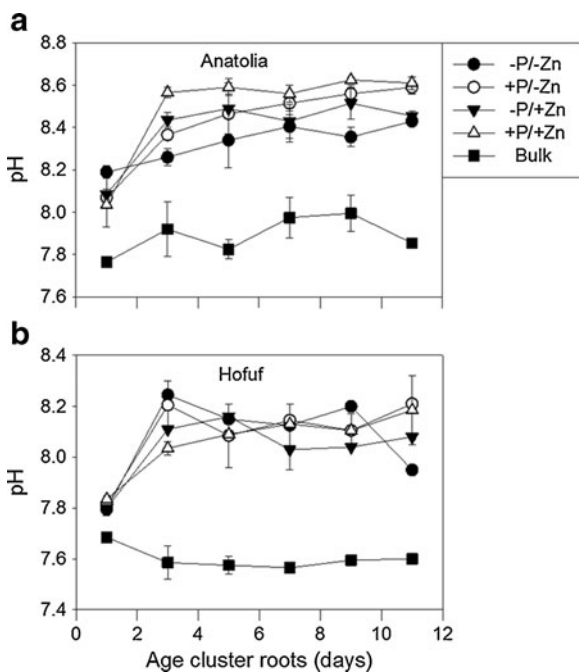 a
Anatolia
8.8
8.6
8.4
8.2
8.0
7.8
7.6
pH
-P/-Zn
+P/-Zn
-P/+Zn
+P/+Zn
Bulk
b
Hofuf
8.4
8.2
8.0
7.8
7.6
7.4
pH
0 2 4 6 8 10 12
Age cluster roots (days)